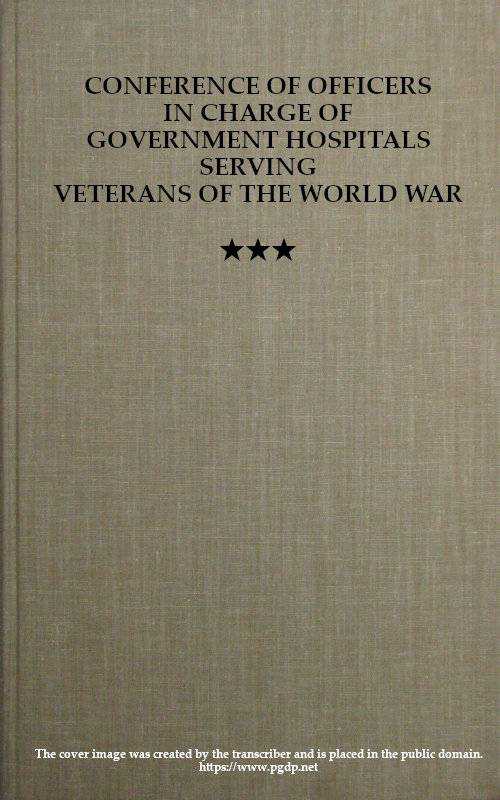 CONFERENCE OF OFFICERS
IN CHARGE OF
GOVERNMENT HOSPITALS
SERVING
VETERANS OF THE WORLD WAR
★★★
The cover image was created by the transcriber and is placed in the public domain.
https://www.pgdp.net